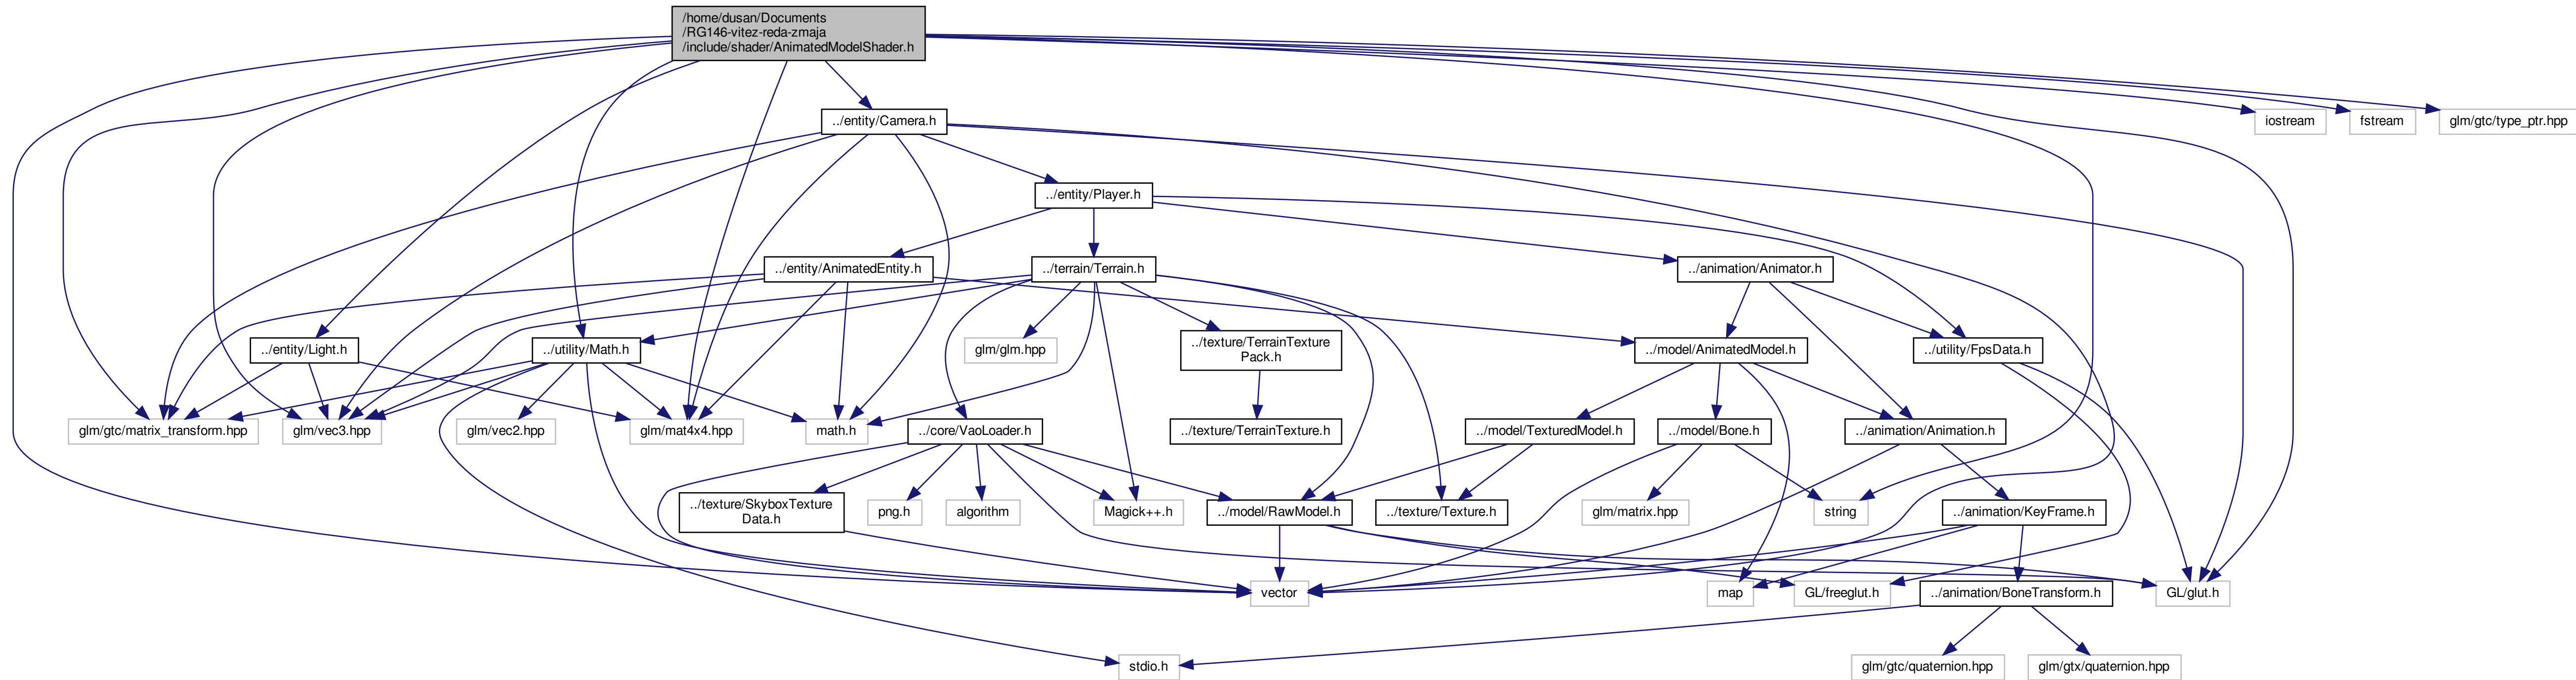 /home/dusan/Documents
/RG146-vitez-reda-zmaja
/include/shader/AnimatedModelShader.h
../entity/Camera.h
iostream
fstream
glm/gtc/type_ptr.hpp
../entity/Player.h
../entity/AnimatedEntity.h
../terrain/Terrain.h
../animation/Animator.h
../entity/Light.h
../utility/Math.h
glm/glm.hpp
../texture/TerrainTexture
Pack.h
../model/AnimatedModel.h
../utility/FpsData.h
glm/gtc/matrix_transform.hpp
glm/vec3.hpp
glm/vec2.hpp
glm/mat4x4.hpp
math.h
../core/VaoLoader.h
../texture/TerrainTexture.h
../model/TexturedModel.h
../model/Bone.h
../animation/Animation.h
../texture/SkyboxTexture
Data.h
png.h
algorithm
Magick++.h
../model/RawModel.h
../texture/Texture.h
glm/matrix.hpp
string
../animation/KeyFrame.h
vector
map
GL/freeglut.h
../animation/BoneTransform.h
GL/glut.h
stdio.h
glm/gtc/quaternion.hpp
glm/gtx/quaternion.hpp